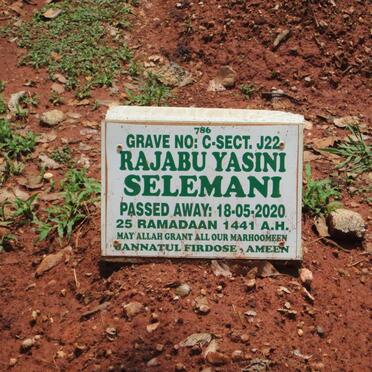 786
GRAVE NO: C-SECT. J22
RAJABU YASINI
SELEMANI
PASSED AWAY: 18-05-2020
25 RAMADAAN 1441 A.H.
MAY ALLAH GRANT ALL OUR MARHOOMEEN
JANNATUL FIRDOSE - AMEEN